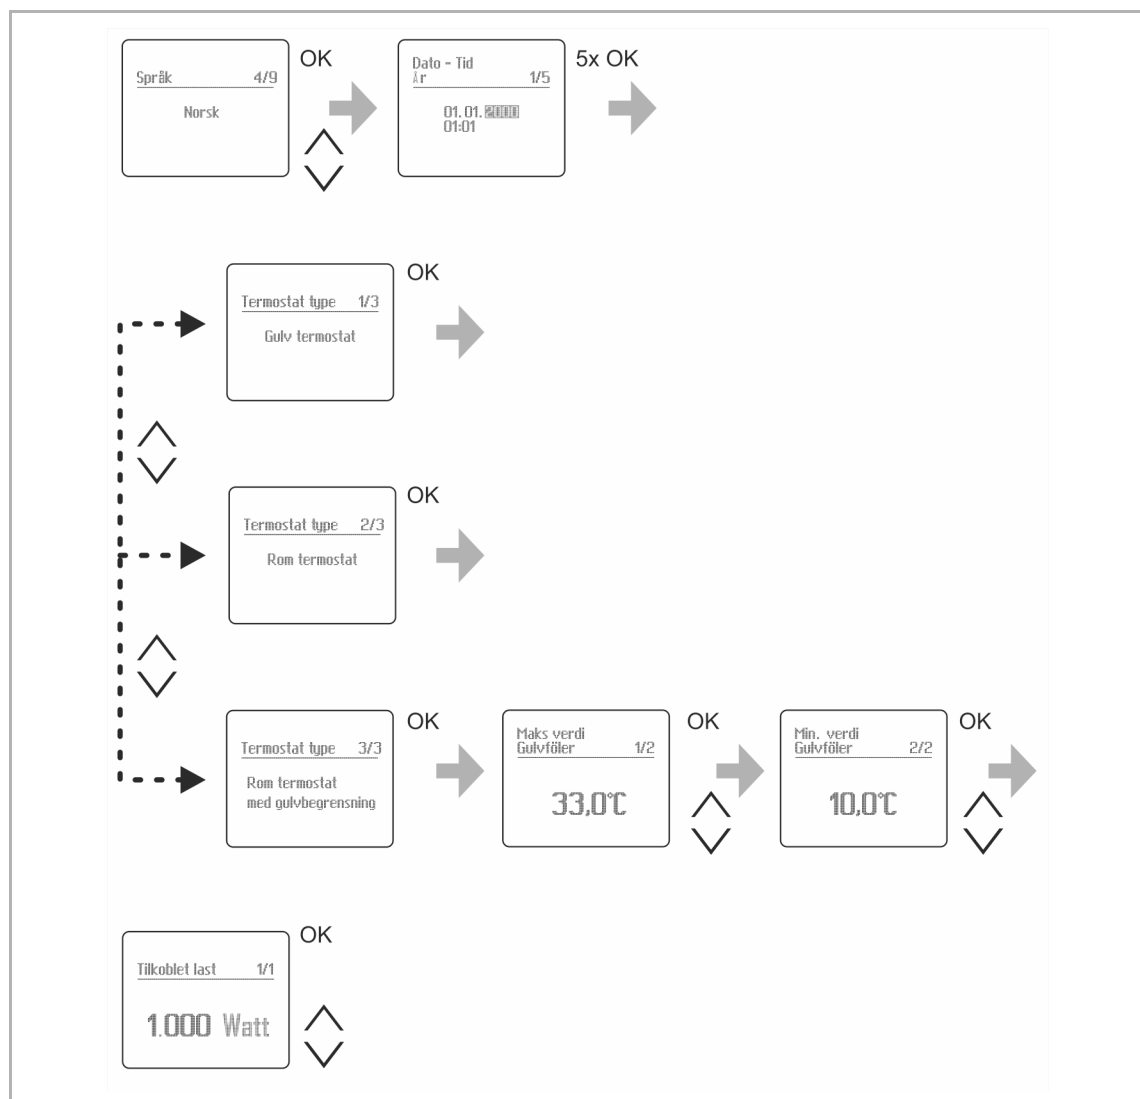 Språk 4/9
Norsk
OK
Dato - Tid
År 1/5
01.01.2000
01:01
5x OK
Termostat type 1/3
Gulv termostat
OK
Termostat type 2/3
Rom termostat
OK
Termostat type 3/3
Rom termostat
med gulvbegrensning
OK
Maks verdi
Gulvföler 1/2
33,0°C
OK
Min. verdi
Gulvföler 2/2
10,0°C
OK
Tilkoblet last 1/1
1.000 Watt
OK